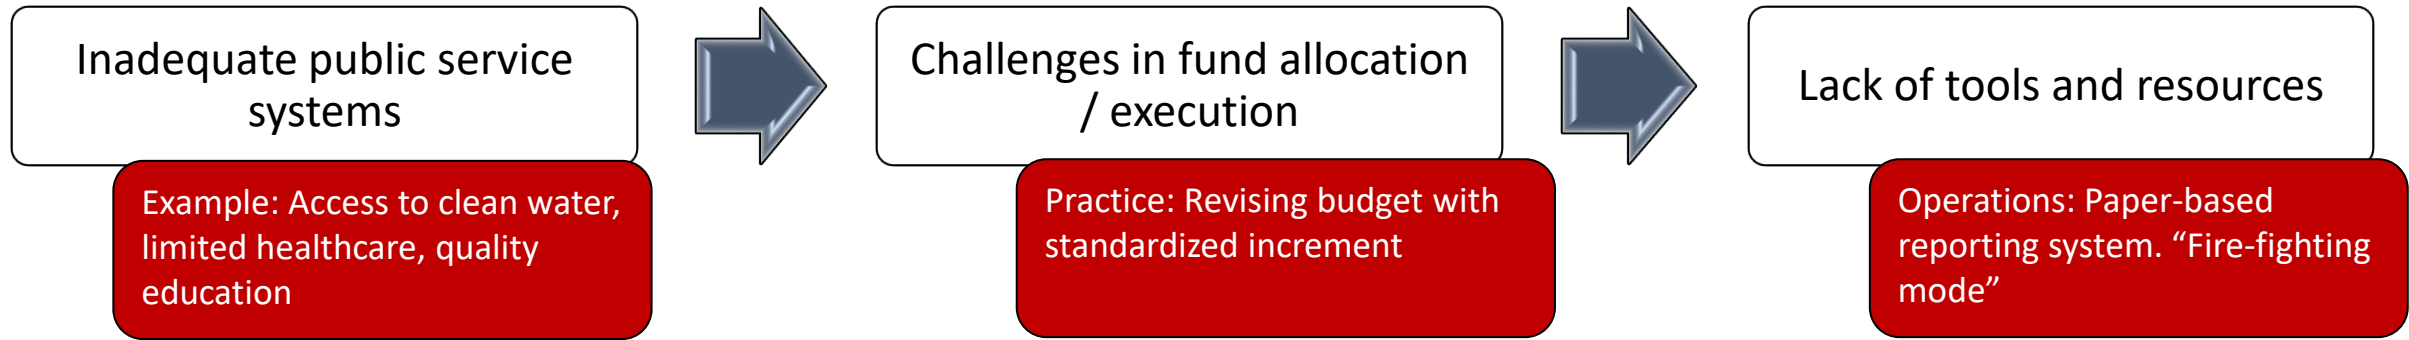 Inadequate public service
systems
Example: Access to clean water,
limited healthcare, quality
education
Challenges in fund allocation
/ execution
Practice: Revising budget with
standardized increment
Lack of tools and resources
Operations: Paper-based
reporting system. “Fire-fighting
mode”